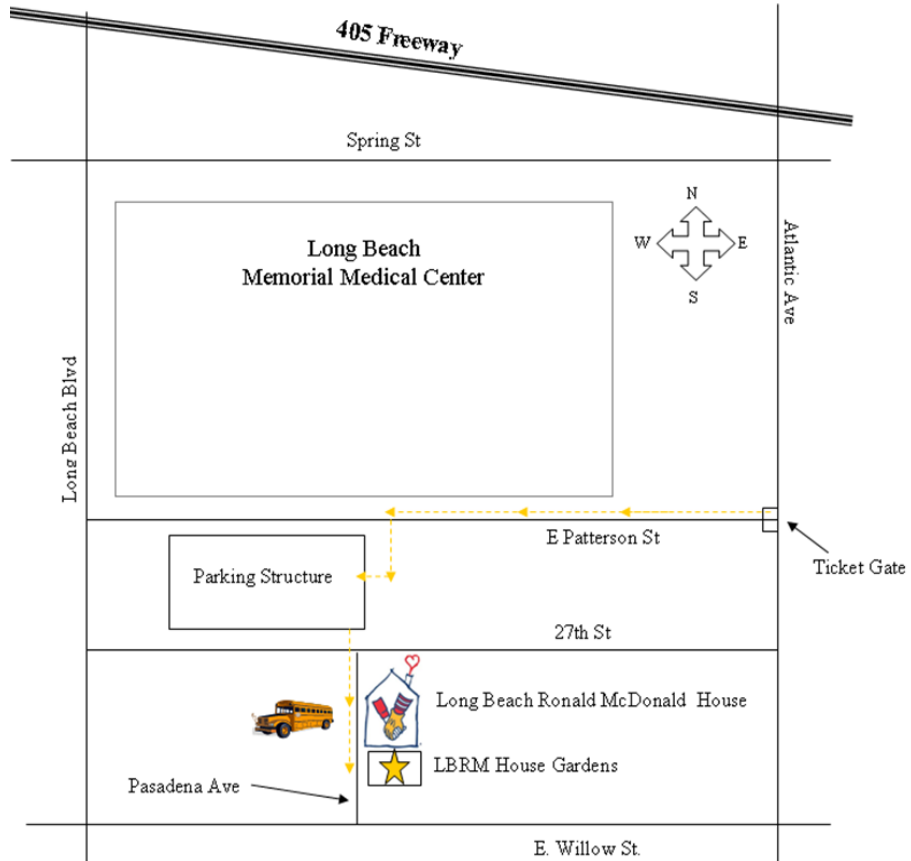 405 Freeway
Spring St
N
W
E
S
Long Beach
Memorial Medical Center
Atlantic Ave
Long Beach Blvd
E Patterson St
Ticket Gate
Parking Structure
27th St
Long Beach Ronald McDonald House
LBRM House Gardens
Pasadena Ave
E. Willow St.